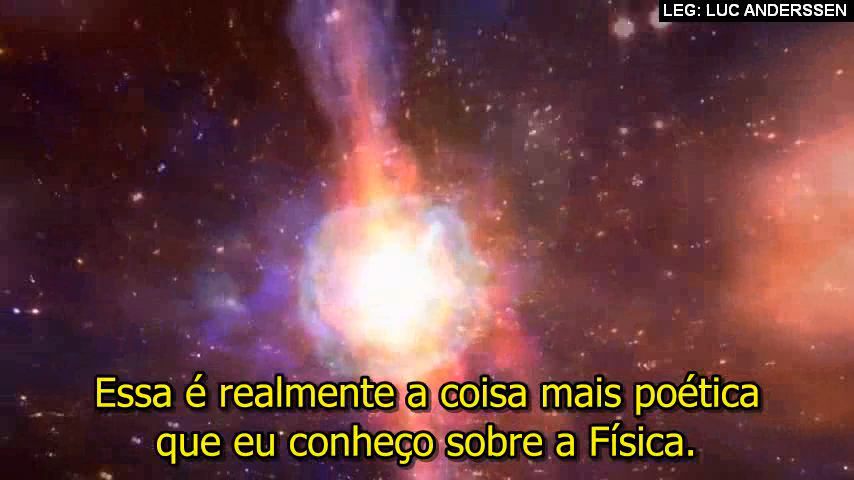 LEG: LUC ANDERSSEN
Essa é realmente a coisa mais poética
que eu conheço sobre a Física.